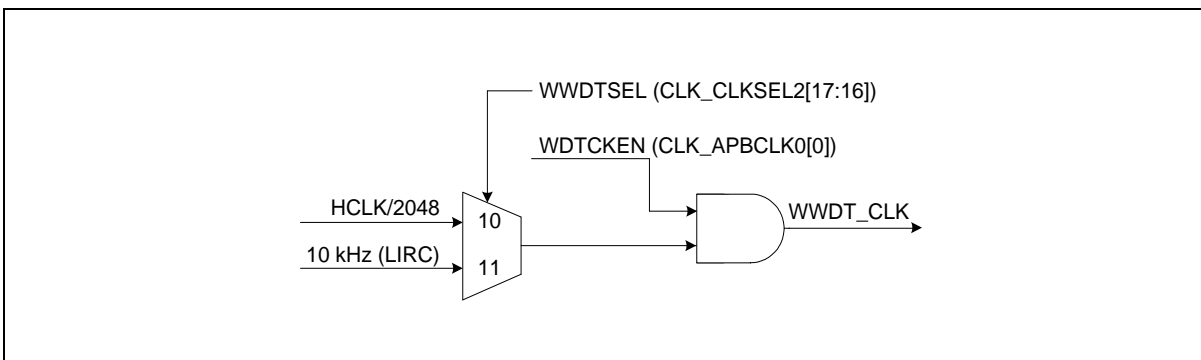 WWDTSEL (CLK_CLKSEL2[17:16])
WDTCKEN (CLK_APBCLK0[0])
HCLK/2048
10
WWDT_CLK
10 kHz (LIRC)
11